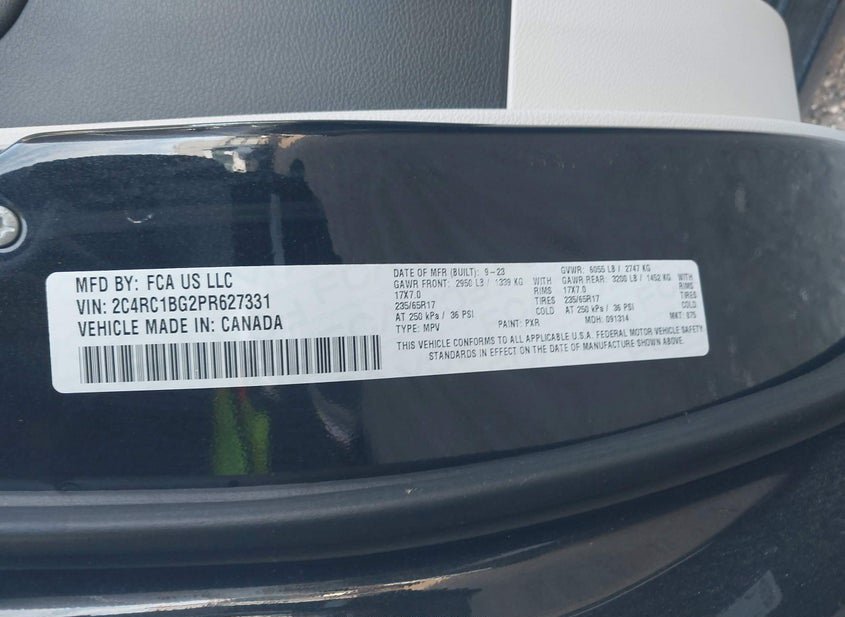 MFD BY: FCA US LLC
VIN: 2C4RC1BG2PR627331
VEHICLE MADE IN: CANADA
DATE OF MFR (BUILT): 9-23 GVWR: 6055 LB / 2747 KG
GAWR FRONT: 2950 LB / 1339 KG WITH GAWR REAR: 3200 LB / 1452 KG WITH
17X7.0 TIRES 17X7.0 TIRES
235/65R17 235/65R17
AT 250 kPa / 36 PSI COLD AT 250 kPa / 36 PSI COLD
TYPE: MPV PAINT: PXR MDH: 091314 MKT: 875
THIS VEHICLE CONFORMS TO ALL APPLICABLE U.S.A. FEDERAL MOTOR VEHICLE SAFETY
STANDARDS IN EFFECT ON THE DATE OF MANUFACTURE SHOWN ABOVE.